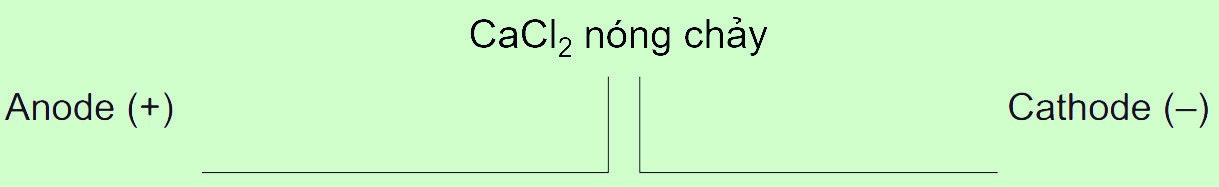 CaCl₂ nóng chảy
Anode (+)
Cathode (–)